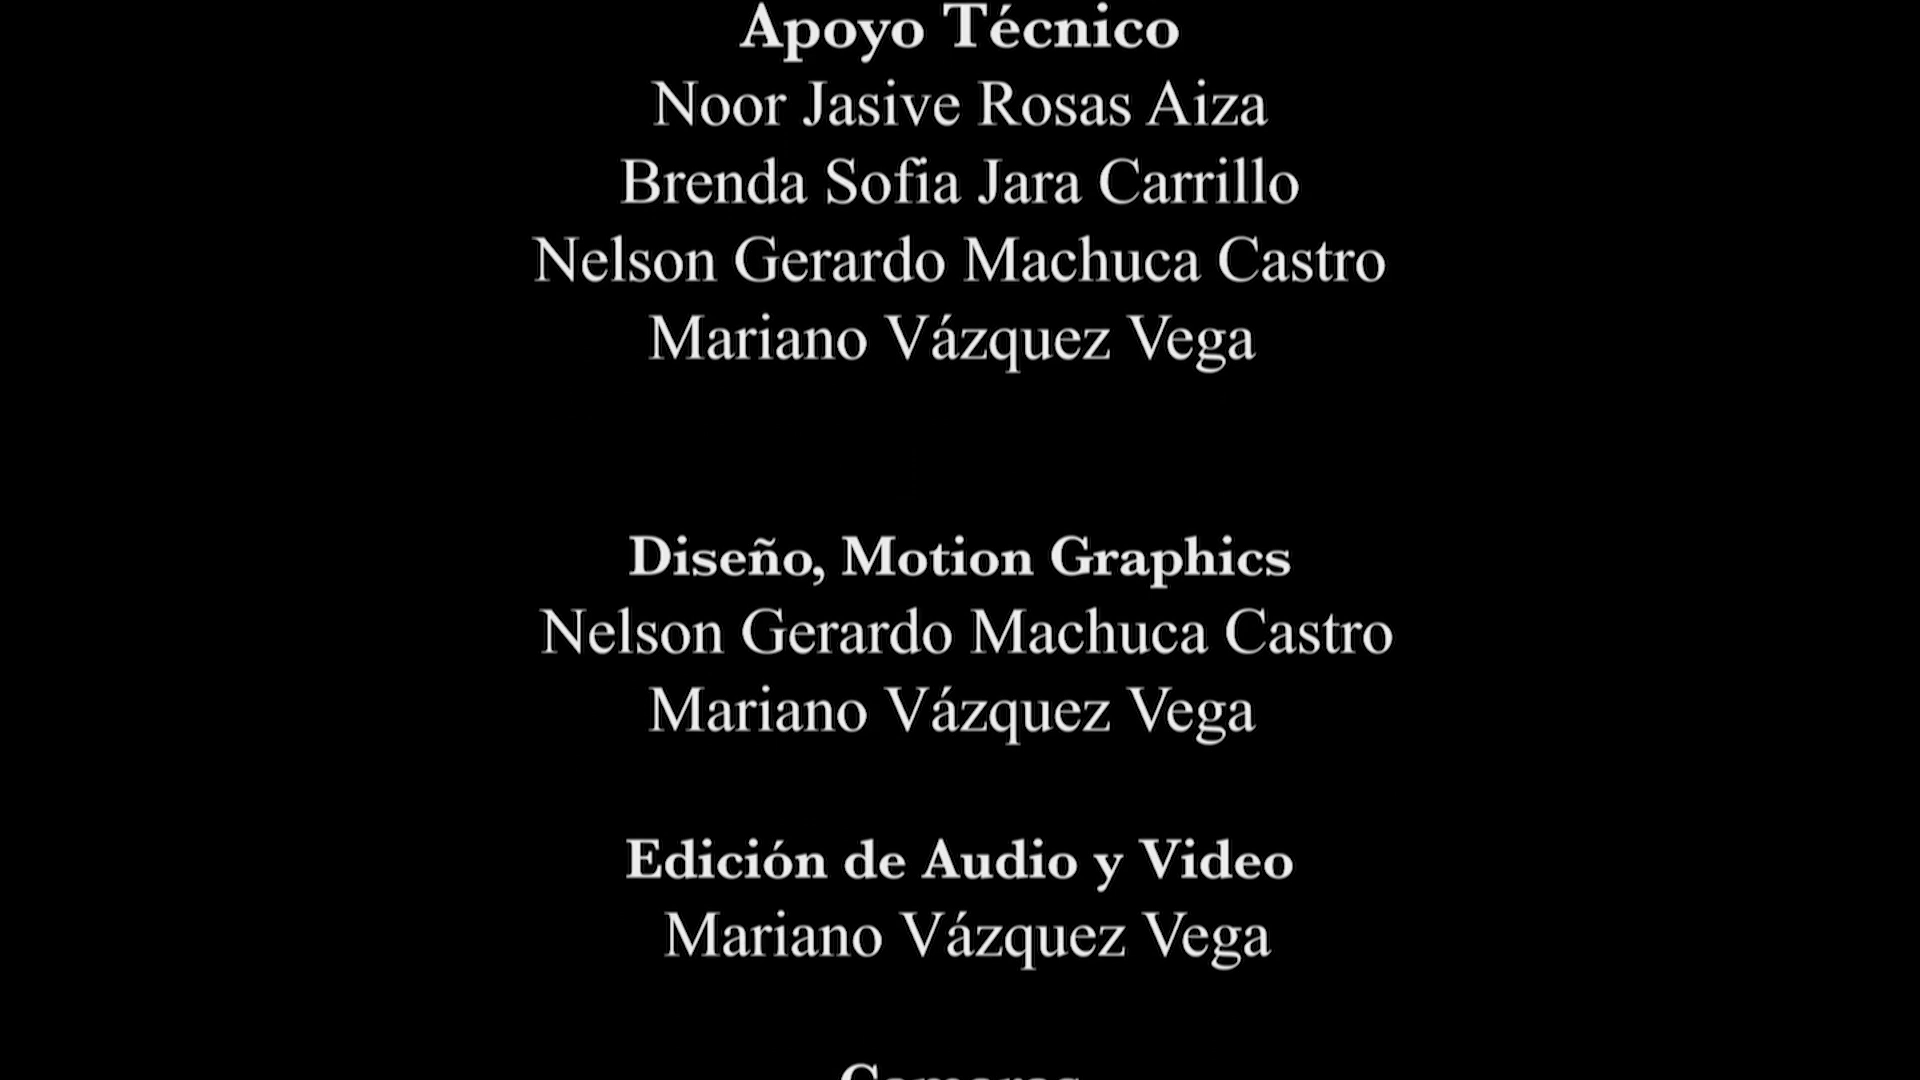 Apoyo Técnico
Noor Jasive Rosas Aiza
Brenda Sofia Jara Carrillo
Nelson Gerardo Machuca Castro
Mariano Vázquez Vega
Diseño, Motion Graphics
Nelson Gerardo Machuca Castro
Mariano Vázquez Vega
Edición de Audio y Video
Mariano Vázquez Vega